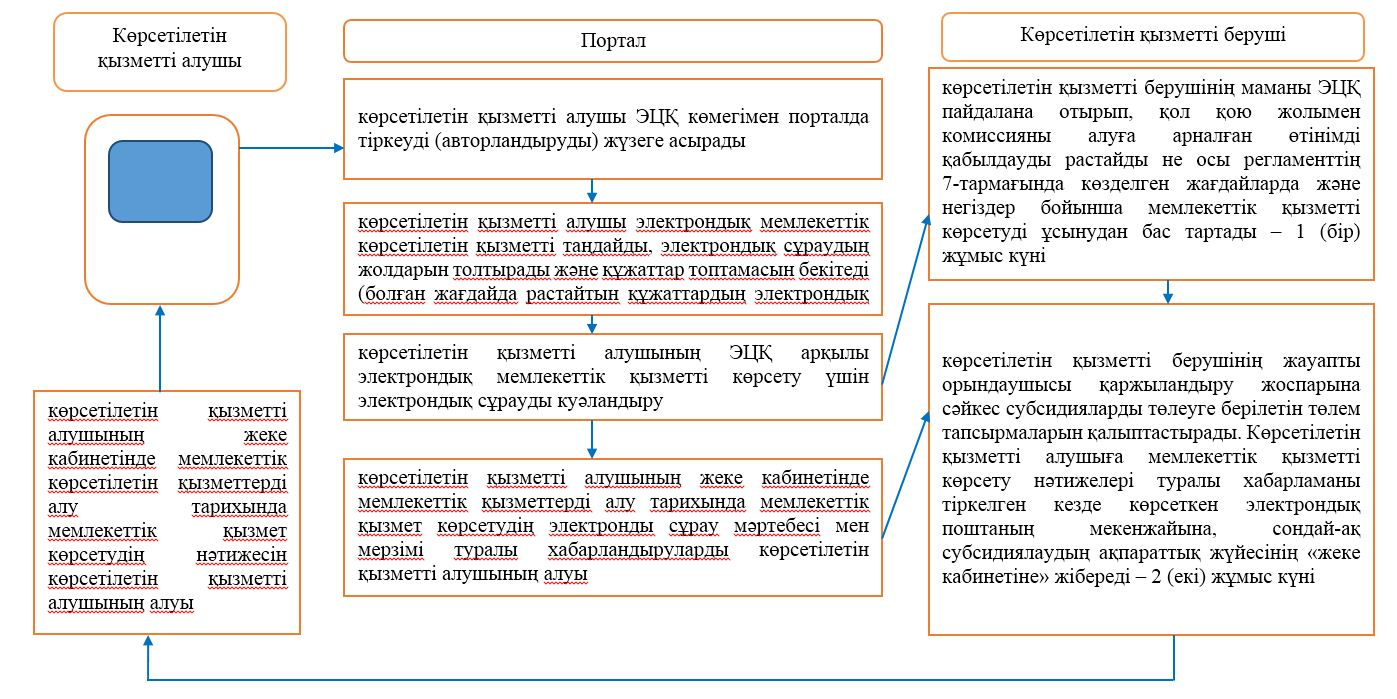 Көрсетілетін
қызметті алушы
Портал
көрсетілетін қызметті алушы ЭЦҚ көмегімен порталда
тіркеуді (авторландыруды) жүзеге асырады
көрсетілетін қызметті алушы электрондық мемлекеттік
көрсетілетін қызметті таңдайды, электрондық сұраудың
жолдарын толтырады және құжаттар топтамасын бекітеді
(болған жағдайда растайтын құжаттардың электрондық
көрсетілетін қызметті алушының ЭЦҚ арқылы
электрондық мемлекеттік қызметті көрсету үшін
электрондық сұрауды куәландыру
көрсетілетін қызметті алушының жеке кабинетінде
мемлекеттік қызметтерді алу тарихында мемлекеттік
қызмет көрсетудің электронды сұрау мәртебесі мен
мерзімі туралы хабарландыруларды көрсетілетін
қызметті алушының алуы
Көрсетілетін қызметті беруші
көрсетілетін қызметті берушінің маманы ЭЦҚ
пайдалана отырып, қол қою жолымен
комиссияны алуға арналған өтінімді
қабылдауды растайды не осы регламенттің
7-тармағында көзделген жағдайларда және
негіздер бойынша мемлекеттік қызметті
көрсетуді ұсынудан бас тартады – 1 (бір)
жұмыс күні
көрсетілетін қызметті берушінің жауапты
орындаушысы қаржыландыру жоспарына
сәйкес субсидияларды төлеуге берілетін төлем
тапсырмаларын қалыптастырады. Көрсетілетін
қызметті алушыға мемлекеттік қызметті
көрсету нәтижелері туралы хабарламаны
тіркелген кезде көрсеткен электрондық
поштаның мекенжайына, сондай-ақ
субсидиялаудың ақпараттық жүйесінің «жеке
кабинетіне» жібереді – 2 (екі) жұмыс күні
көрсетілетін қызметті
алушының жеке
кабинетінде мемлекеттік
көрсетілетін қызметтерді
алу тарихында
мемлекеттік қызмет
көрсетудің нәтижесін
көрсетілетін қызметті
алушының алуы